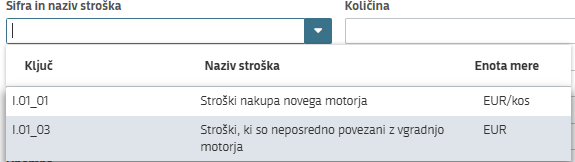 Šifra in naziv stroška Količina
Ključ Naziv stroška Enota mere
I.01_01 Stroški nakupa novega motorja EUR/kos
I.01_03 Stroški, ki so neposredno povezani z vgradnjo EUR
motorja